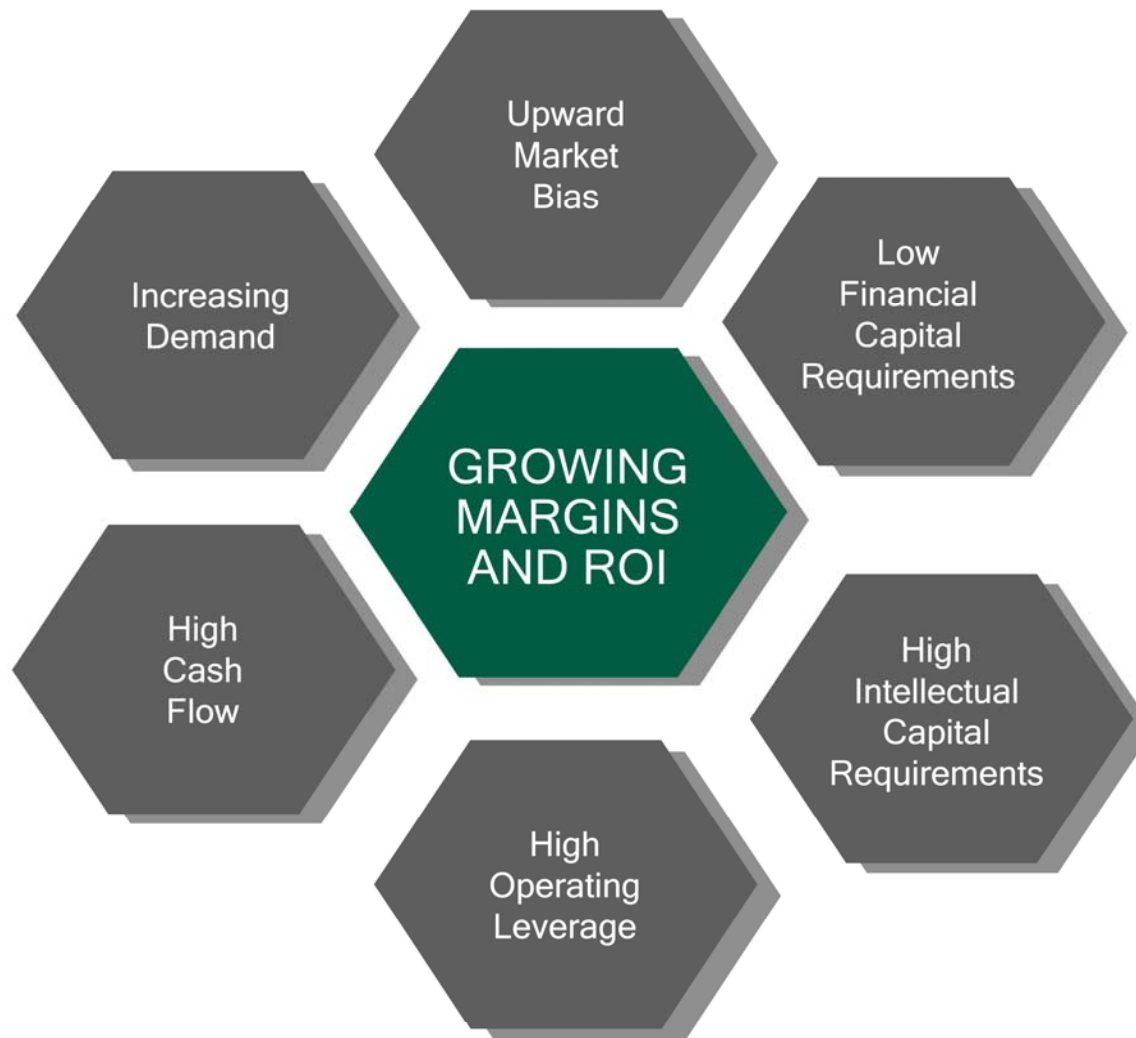 Upward
Market
Bias
Increasing
Demand
Low
Financial
Capital
Requirements
GROWING
MARGINS
AND ROI
High
Cash
Flow
High
Intellectual
Capital
Requirements
High
Operating
Leverage